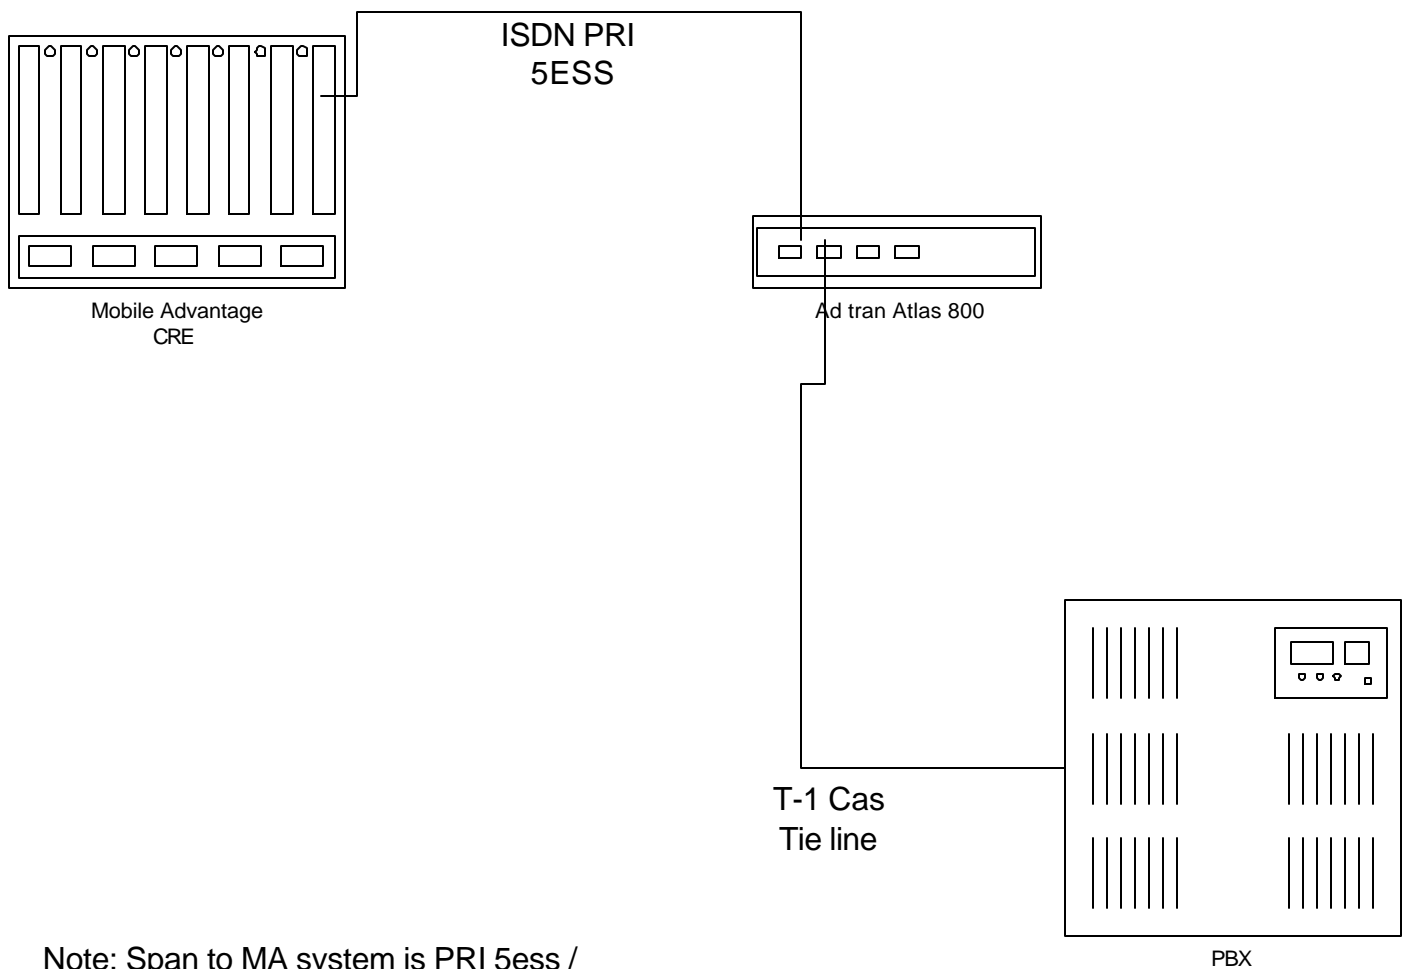 ISDN PRI
5ESS
Mobile Advantage
CRE
Ad tran Atlas 800
T-1 Cas
Tie line
PBX
Note: Span to MA system is PRI 5ess /